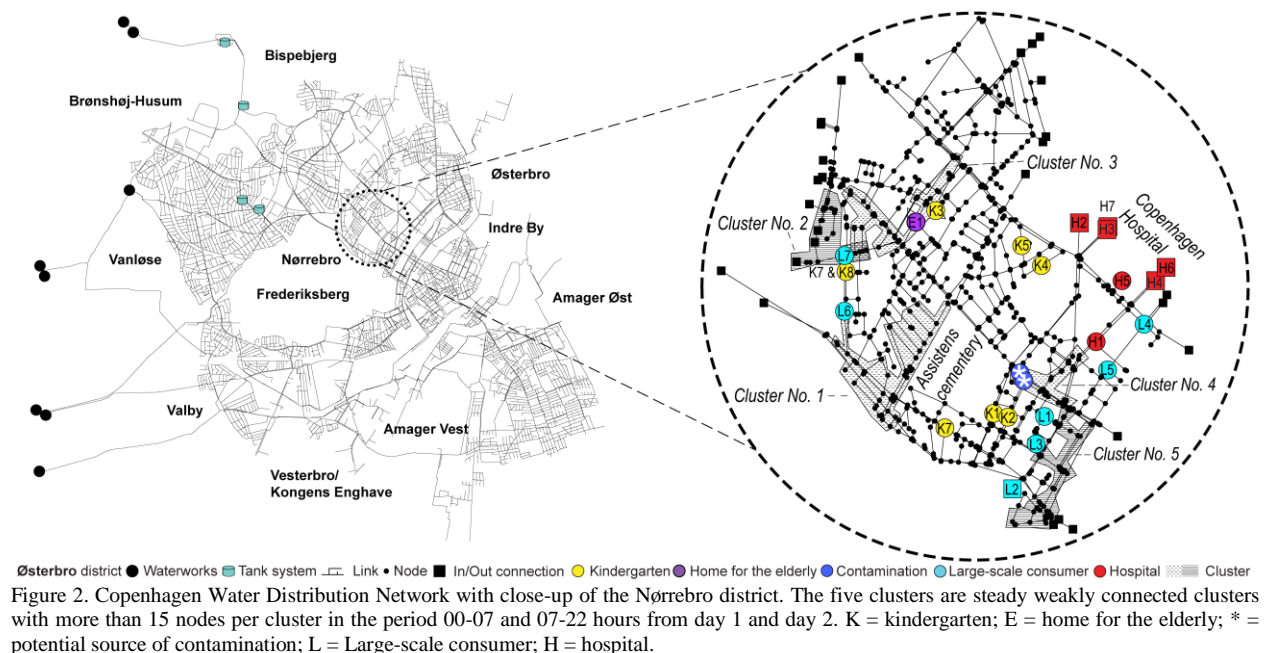 Bispebjerg
Brønshøj-Husum
Østerbro
Indre By
Vanløse
Nørrebro
Frederiksberg
Amager Øst
Valby
Amager Vest
Vesterbro/
Kongens Enghave
Cluster No. 3
Cluster No. 2
Copenhagen
Hospital
H7
H2
H3
K3
E1
K5
K4
L7
K7 &
K8
H5
H6
H4
L6
L4
H1
L5
Assistens
cementery
Cluster No. 4
Cluster No. 1
**
K1
K2
L1
K7
L3
Cluster No. 5
L2
Østerbro district Waterworks Tank system Link Node In/Out connection Kindergarten Home for the elderly Contamination Large-scale consumer Hospital Cluster
Figure 2. Copenhagen Water Distribution Network with close-up of the Nørrebro district. The five clusters are steady weakly connected clusters
with more than 15 nodes per cluster in the period 00-07 and 07-22 hours from day 1 and day 2. K = kindergarten; E = home for the elderly; * =
potential source of contamination; L = Large-scale consumer; H = hospital.